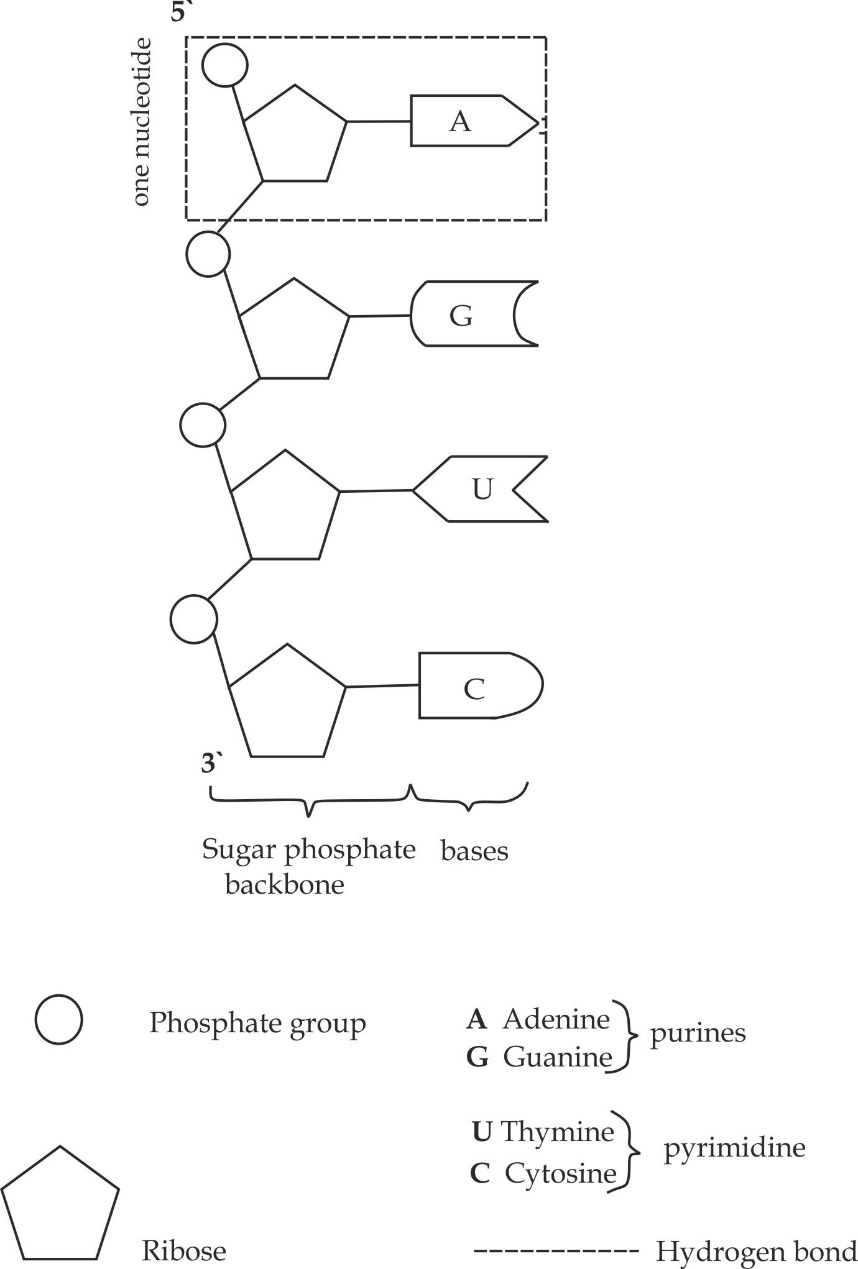 5`
one nucleotide
A
G
U
C
3`
Sugar phosphate backbone
bases
Phosphate group
A Adenine
G Guanine
purines
U Thymine
C Cytosine
pyrimidine
Ribose
Hydrogen bond